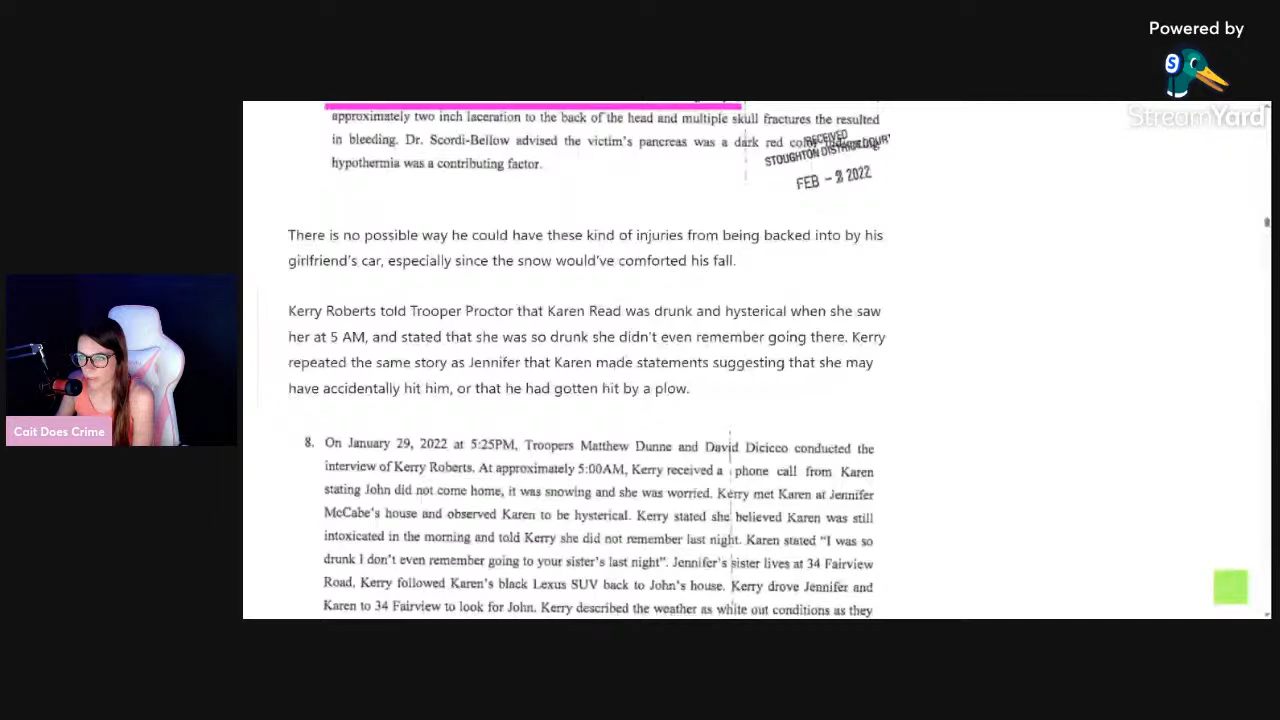 Powered by
StreamYard
approximately two inch laceration to the back of the head and multiple skull fractures the resulted
in bleeding. Dr. Scordi-Bellow advised the victim's pancreas was a dark red
hypothermia was a contributing factor.
RECEIVED
STOUGHTON DISTRICT COURT
FEB - 2 2022
There is no possible way he could have these kind of injuries from being backed into by his
girlfriend's car, especially since the snow would've comforted his fall.
Kerry Roberts told Trooper Proctor that Karen Read was drunk and hysterical when she saw
her at 5 AM, and stated that she was so drunk she didn't even remember going there. Kerry
repeated the same story as Jennifer that Karen made statements suggesting that she may
have accidentally hit him, or that he had gotten hit by a plow.
8. On January 29, 2022 at 5:25PM, Troopers Matthew Dunne and David Dicicco conducted the
interview of Kerry Roberts. At approximately 5:00AM, Kerry received a phone call from Karen
stating John did not come home, it was snowing and she was worried. Kerry met Karen at Jennifer
McCabe's house and observed Karen to be hysterical. Kerry stated she believed Karen was still
intoxicated in the morning and told Kerry she did not remember last night. Karen stated "I was so
drunk I don't even remember going to your sister's last night". Jennifer's sister lives at 34 Fairview
Road, Kerry followed Karen's black Lexus SUV back to John's house. Kerry drove Jennifer and
Karen to 34 Fairview to look for John. Kerry described the weather as white out conditions as they
Cait Does Crime